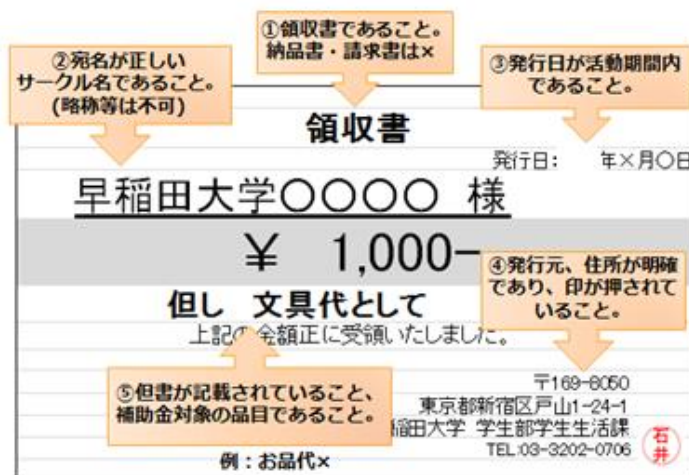 ①領収書であること。
納品書・請求書は×
②宛名が正しい
サークル名であること。
(略称等は不可)
③発行日が活動期間内
であること。
領収書
発行日： 年×月〇日
早稲田大学〇〇〇〇 様
¥ 1,000−
④発行元、住所が明確
であり、印が押されて
いること。
但し 文具代として
上記の金額正に受領いたしました。
⑤但書が記載されていること、
補助金対象の品目であること。
〒169-8050
東京都新宿区戸山1-24-1
稲田大学 学生部学生生活課
TEL:03-3202-0706
石井
例：お品代×